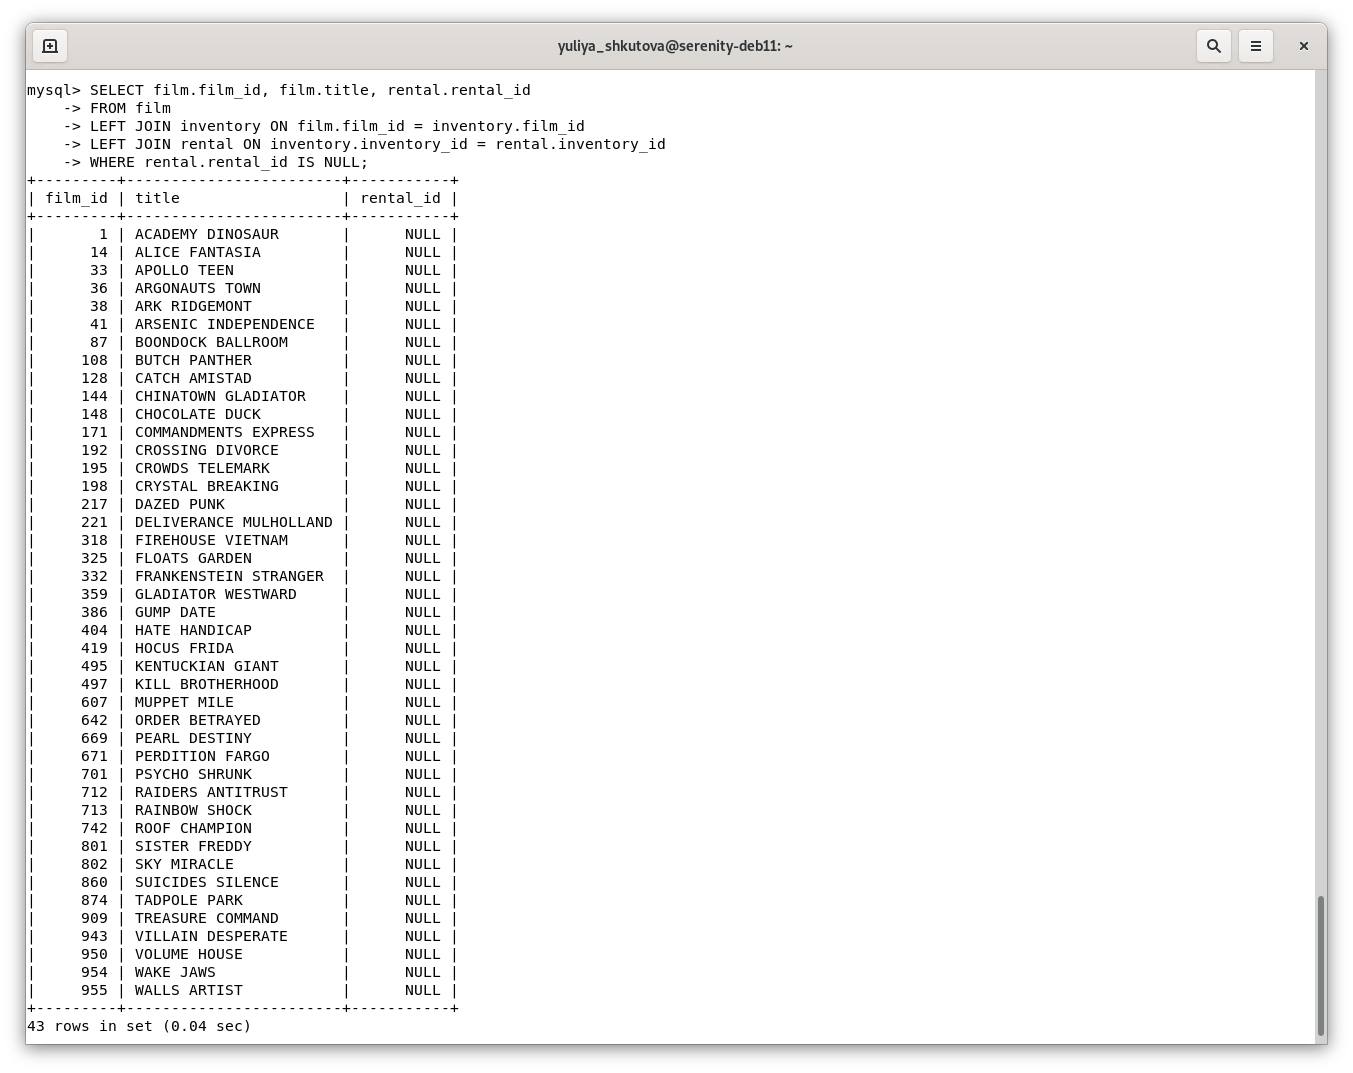 yuliya_shkutova@serenity-deb11: ~
mysql> SELECT film.film_id, film.title, rental.rental_id
    -> FROM film
    -> LEFT JOIN inventory ON film.film_id = inventory.film_id
    -> LEFT JOIN rental ON inventory.inventory_id = rental.inventory_id
    -> WHERE rental.rental_id IS NULL;
+---------+------------------------+-----------+
| film_id | title                  | rental_id |
+---------+------------------------+-----------+
|       1 | ACADEMY DINOSAUR       |      NULL |
|      14 | ALICE FANTASIA         |      NULL |
|      33 | APOLLO TEEN            |      NULL |
|      36 | ARGONAUTS TOWN         |      NULL |
|      38 | ARK RIDGEMONT          |      NULL |
|      41 | ARSENIC INDEPENDENCE   |      NULL |
|      87 | BOONDOCK BALLROOM      |      NULL |
|     108 | BUTCH PANTHER          |      NULL |
|     128 | CATCH AMISTAD          |      NULL |
|     144 | CHINATOWN GLADIATOR    |      NULL |
|     148 | CHOCOLATE DUCK         |      NULL |
|     171 | COMMANDMENTS EXPRESS   |      NULL |
|     192 | CROSSING DIVORCE       |      NULL |
|     195 | CROWDS TELEMARK        |      NULL |
|     198 | CRYSTAL BREAKING       |      NULL |
|     217 | DAZED PUNK             |      NULL |
|     221 | DELIVERANCE MULHOLLAND |      NULL |
|     318 | FIREHOUSE VIETNAM      |      NULL |
|     325 | FLOATS GARDEN          |      NULL |
|     332 | FRANKENSTEIN STRANGER  |      NULL |
|     359 | GLADIATOR WESTWARD     |      NULL |
|     386 | GUMP DATE              |      NULL |
|     404 | HATE HANDICAP          |      NULL |
|     419 | HOCUS FRIDA            |      NULL |
|     495 | KENTUCKIAN GIANT       |      NULL |
|     497 | KILL BROTHERHOOD       |      NULL |
|     607 | MUPPET MILE            |      NULL |
|     642 | ORDER BETRAYED         |      NULL |
|     669 | PEARL DESTINY          |      NULL |
|     671 | PERDITION FARGO        |      NULL |
|     701 | PSYCHO SHRUNK          |      NULL |
|     712 | RAIDERS ANTITRUST      |      NULL |
|     713 | RAINBOW SHOCK          |      NULL |
|     742 | ROOF CHAMPION          |      NULL |
|     801 | SISTER FREDDY          |      NULL |
|     802 | SKY MIRACLE            |      NULL |
|     860 | SUICIDES SILENCE       |      NULL |
|     874 | TADPOLE PARK           |      NULL |
|     909 | TREASURE COMMAND       |      NULL |
|     943 | VILLAIN DESPERATE      |      NULL |
|     950 | VOLUME HOUSE           |      NULL |
|     954 | WAKE JAWS              |      NULL |
|     955 | WALLS ARTIST           |      NULL |
+---------+------------------------+-----------+
43 rows in set (0.04 sec)